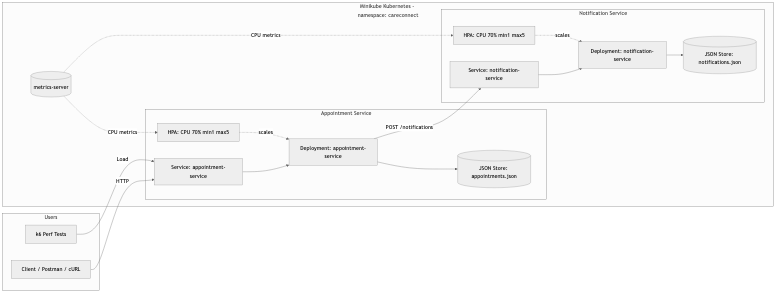 Minikube Kubernetes -
namespace: careconnect
Notification Service
HPA: CPU 70% min1 max5
scales
CPU metrics
Deployment: notification-
service
JSON Store:
notifications.json
Service: notification-
service
metrics-server
Appointment Service
POST /notifications
CPU metrics
HPA: CPU 70% min1 max5
scales
Deployment: appointment-
service
Load
Service: appointment-
service
JSON Store:
appointments.json
HTTP
Users
k6 Perf Tests
Client / Postman / cURL